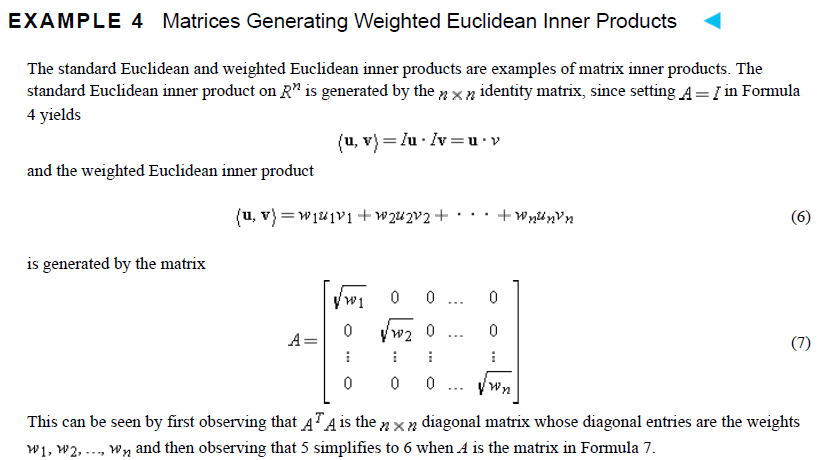 EXAMPLE 4 Matrices Generating Weighted Euclidean Inner Products
The standard Euclidean and weighted Euclidean inner products are examples of matrix inner products. The
standard Euclidean inner product on Rⁿ is generated by the n × n identity matrix, since setting A = I in Formula
4 yields
⟨u, v⟩ = Iu · Iv = u · v
and the weighted Euclidean inner product
⟨u, v⟩ = w₁u₁v₁ + w₂u₂v₂ + · · · + wₙuₙvₙ (6)
is generated by the matrix
√w₁ 0 0 ... 0
0 √w₂ 0 ... 0
A = (7)
⋮ ⋮ ⋮ ⋮
0 0 0 ... √wₙ
This can be seen by first observing that AᵀA is the n × n diagonal matrix whose diagonal entries are the weights
w₁, w₂, ..., wₙ and then observing that 5 simplifies to 6 when A is the matrix in Formula 7.